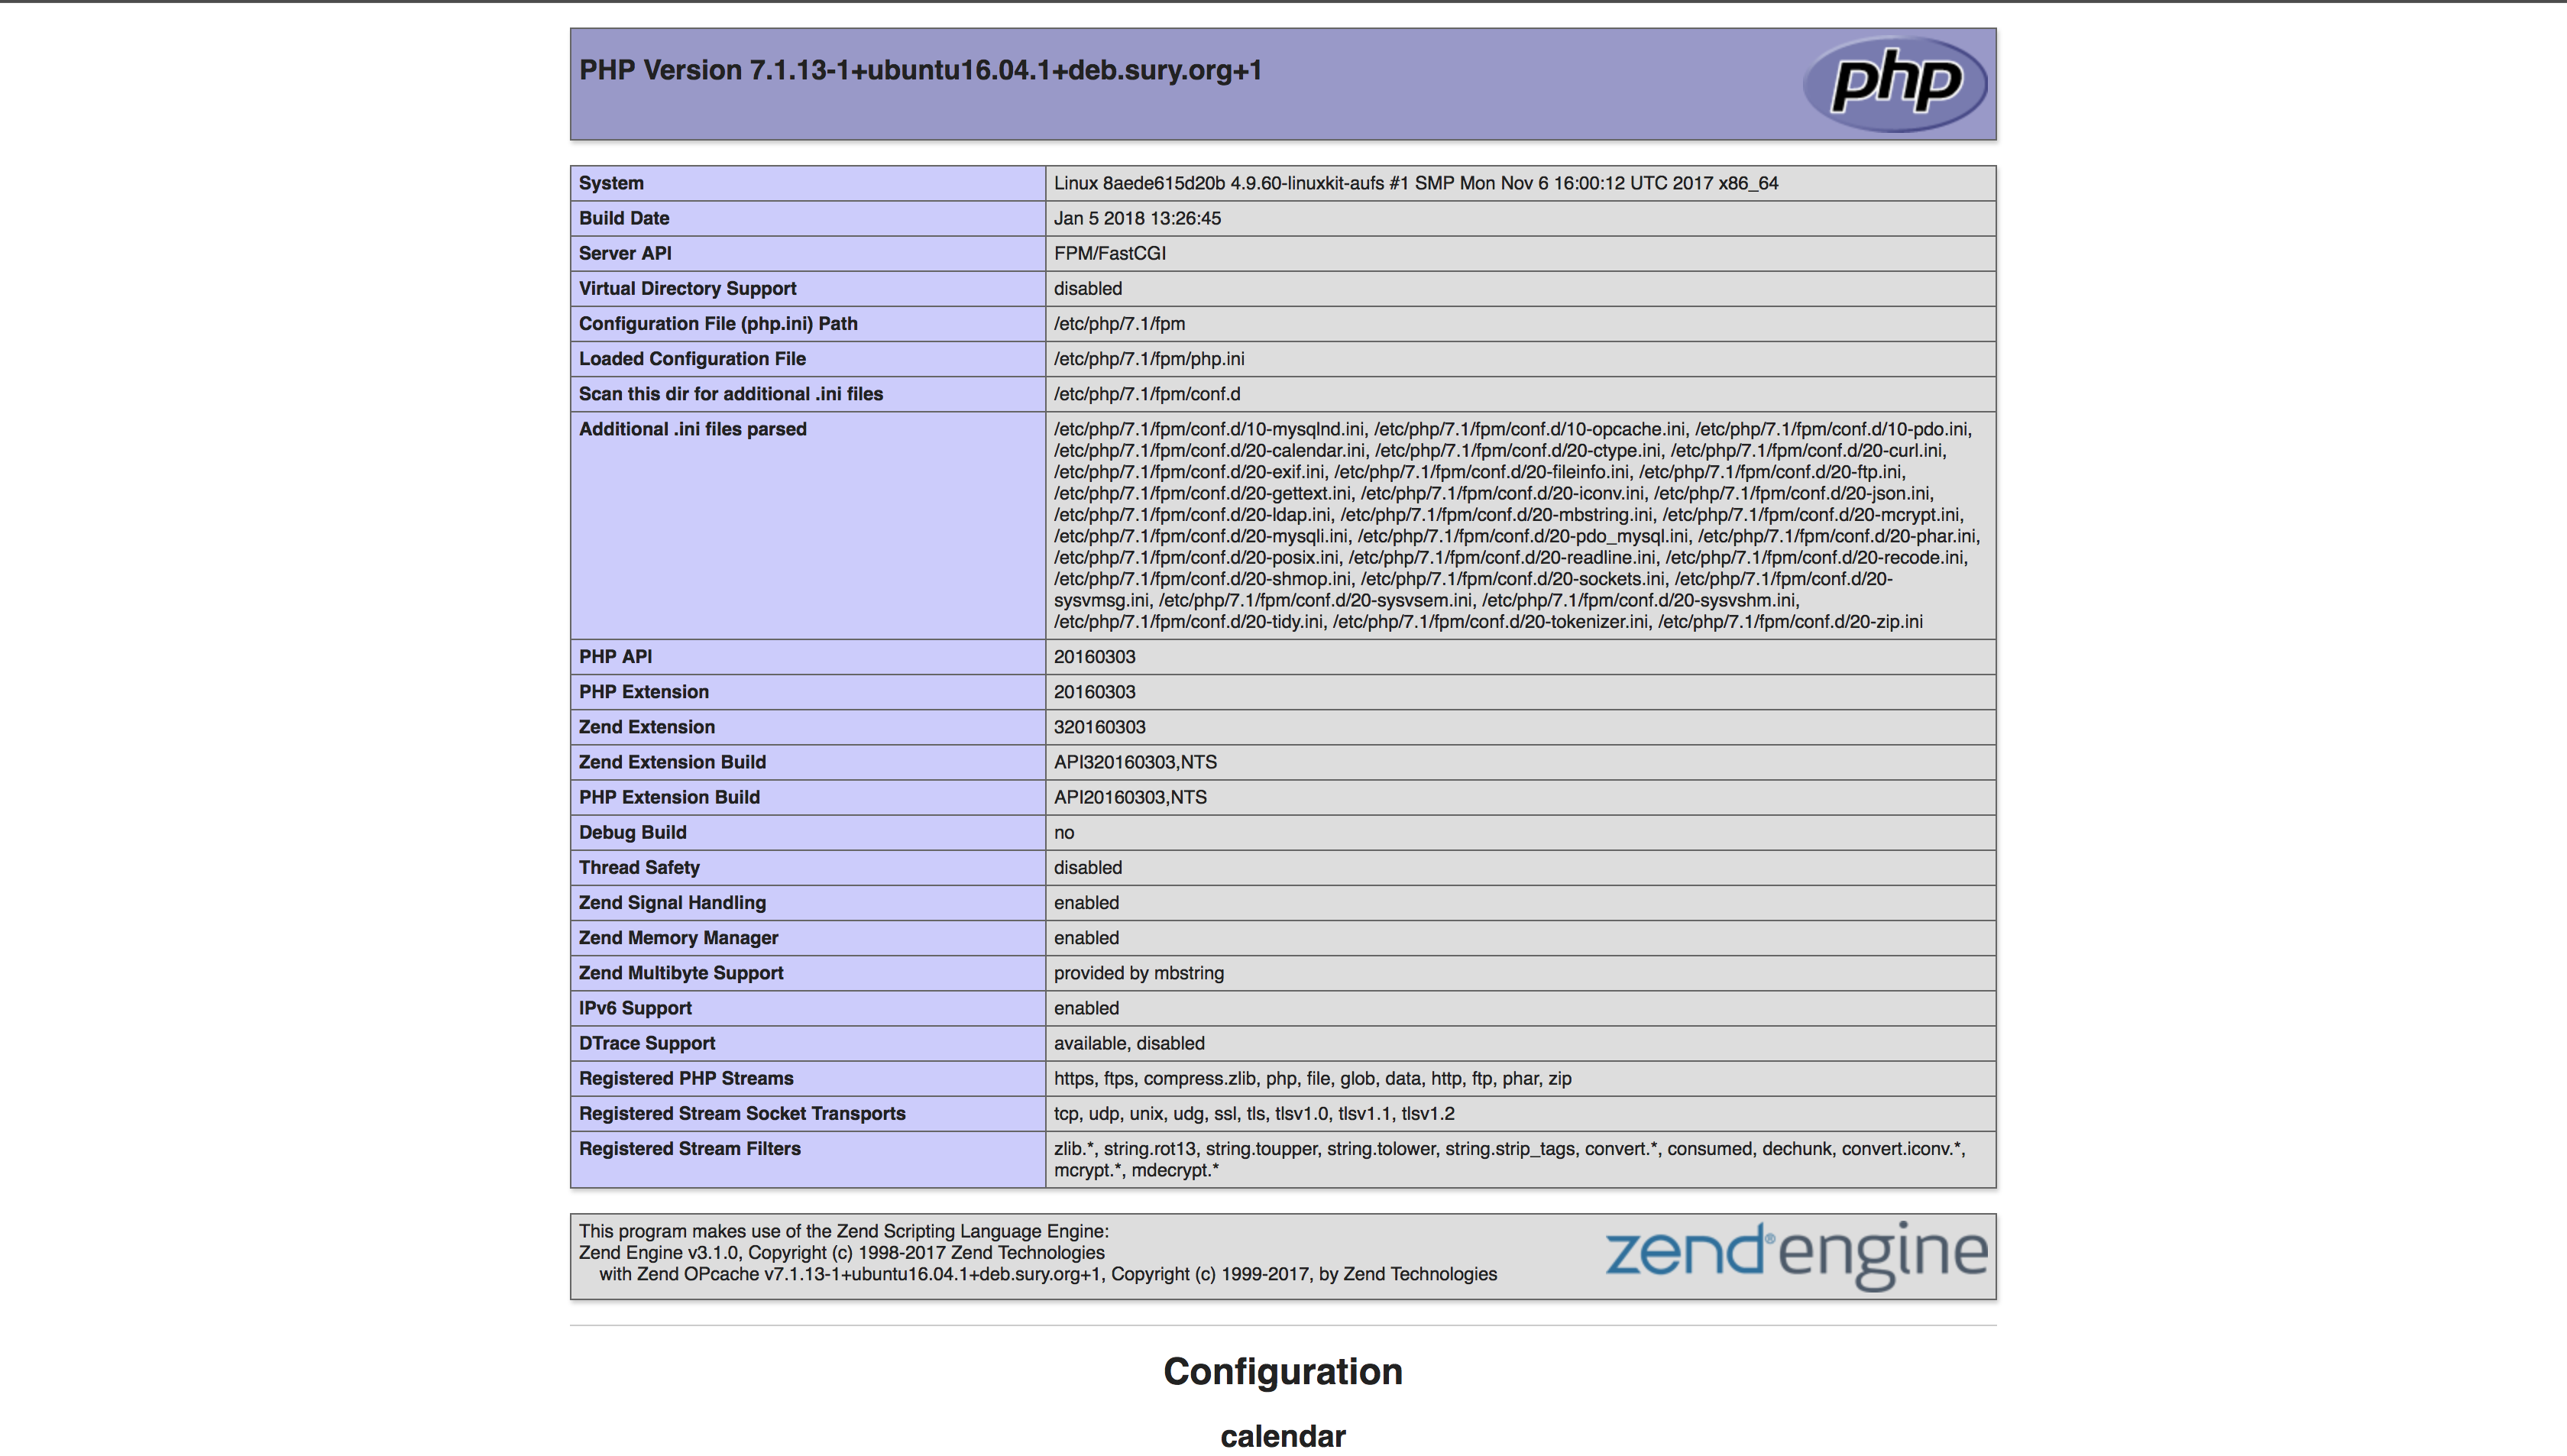 PHP Version 7.1.13-1+ubuntu16.04.1+deb.sury.org+1
php
System Linux 8aede615d20b 4.9.60-linuxkit-aufs #1 SMP Mon Nov 6 16:00:12 UTC 2017 x86_64
Build Date Jan 5 2018 13:26:45
Server API FPM/FastCGI
Virtual Directory Support disabled
Configuration File (php.ini) Path /etc/php/7.1/fpm
Loaded Configuration File /etc/php/7.1/fpm/php.ini
Scan this dir for additional .ini files /etc/php/7.1/fpm/conf.d
Additional .ini files parsed /etc/php/7.1/fpm/conf.d/10-mysqlnd.ini, /etc/php/7.1/fpm/conf.d/10-opcache.ini, /etc/php/7.1/fpm/conf.d/10-pdo.ini,
/etc/php/7.1/fpm/conf.d/20-calendar.ini, /etc/php/7.1/fpm/conf.d/20-ctype.ini, /etc/php/7.1/fpm/conf.d/20-curl.ini,
/etc/php/7.1/fpm/conf.d/20-exif.ini, /etc/php/7.1/fpm/conf.d/20-fileinfo.ini, /etc/php/7.1/fpm/conf.d/20-ftp.ini,
/etc/php/7.1/fpm/conf.d/20-gettext.ini, /etc/php/7.1/fpm/conf.d/20-iconv.ini, /etc/php/7.1/fpm/conf.d/20-json.ini,
/etc/php/7.1/fpm/conf.d/20-ldap.ini, /etc/php/7.1/fpm/conf.d/20-mbstring.ini, /etc/php/7.1/fpm/conf.d/20-mcrypt.ini,
/etc/php/7.1/fpm/conf.d/20-mysqli.ini, /etc/php/7.1/fpm/conf.d/20-pdo_mysql.ini, /etc/php/7.1/fpm/conf.d/20-phar.ini,
/etc/php/7.1/fpm/conf.d/20-posix.ini, /etc/php/7.1/fpm/conf.d/20-readline.ini, /etc/php/7.1/fpm/conf.d/20-recode.ini,
/etc/php/7.1/fpm/conf.d/20-shmop.ini, /etc/php/7.1/fpm/conf.d/20-sockets.ini, /etc/php/7.1/fpm/conf.d/20-
sysvmsg.ini, /etc/php/7.1/fpm/conf.d/20-sysvsem.ini, /etc/php/7.1/fpm/conf.d/20-sysvshm.ini,
/etc/php/7.1/fpm/conf.d/20-tidy.ini, /etc/php/7.1/fpm/conf.d/20-tokenizer.ini, /etc/php/7.1/fpm/conf.d/20-zip.ini
PHP API 20160303
PHP Extension 20160303
Zend Extension 320160303
Zend Extension Build API320160303,NTS
PHP Extension Build API20160303,NTS
Debug Build no
Thread Safety disabled
Zend Signal Handling enabled
Zend Memory Manager enabled
Zend Multibyte Support provided by mbstring
IPv6 Support enabled
DTrace Support available, disabled
Registered PHP Streams https, ftps, compress.zlib, php, file, glob, data, http, ftp, phar, zip
Registered Stream Socket Transports tcp, udp, unix, udg, ssl, tls, tlsv1.0, tlsv1.1, tlsv1.2
Registered Stream Filters zlib.*, string.rot13, string.toupper, string.tolower, string.strip_tags, convert.*, consumed, dechunk, convert.iconv.*,
mcrypt.*, mdecrypt.*
This program makes use of the Zend Scripting Language Engine:
Zend Engine v3.1.0, Copyright (c) 1998-2017 Zend Technologies
with Zend OPcache v7.1.13-1+ubuntu16.04.1+deb.sury.org+1, Copyright (c) 1999-2017, by Zend Technologies
zend®engine
Configuration
calendar